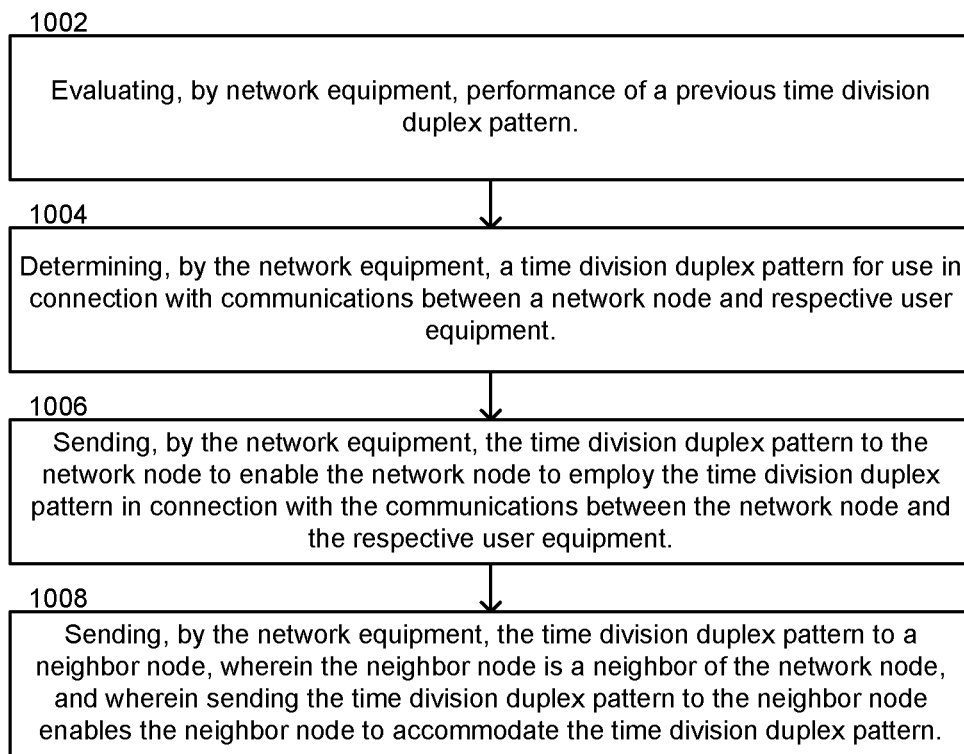 1002
Evaluating, by network equipment, performance of a previous time division
duplex pattern.
1004
Determining, by the network equipment, a time division duplex pattern for use in
connection with communications between a network node and respective user
equipment.
1006
Sending, by the network equipment, the time division duplex pattern to the
network node to enable the network node to employ the time division duplex
pattern in connection with the communications between the network node and
the respective user equipment.
1008
Sending, by the network equipment, the time division duplex pattern to a
neighbor node, wherein the neighbor node is a neighbor of the network node,
and wherein sending the time division duplex pattern to the neighbor node
enables the neighbor node to accommodate the time division duplex pattern.